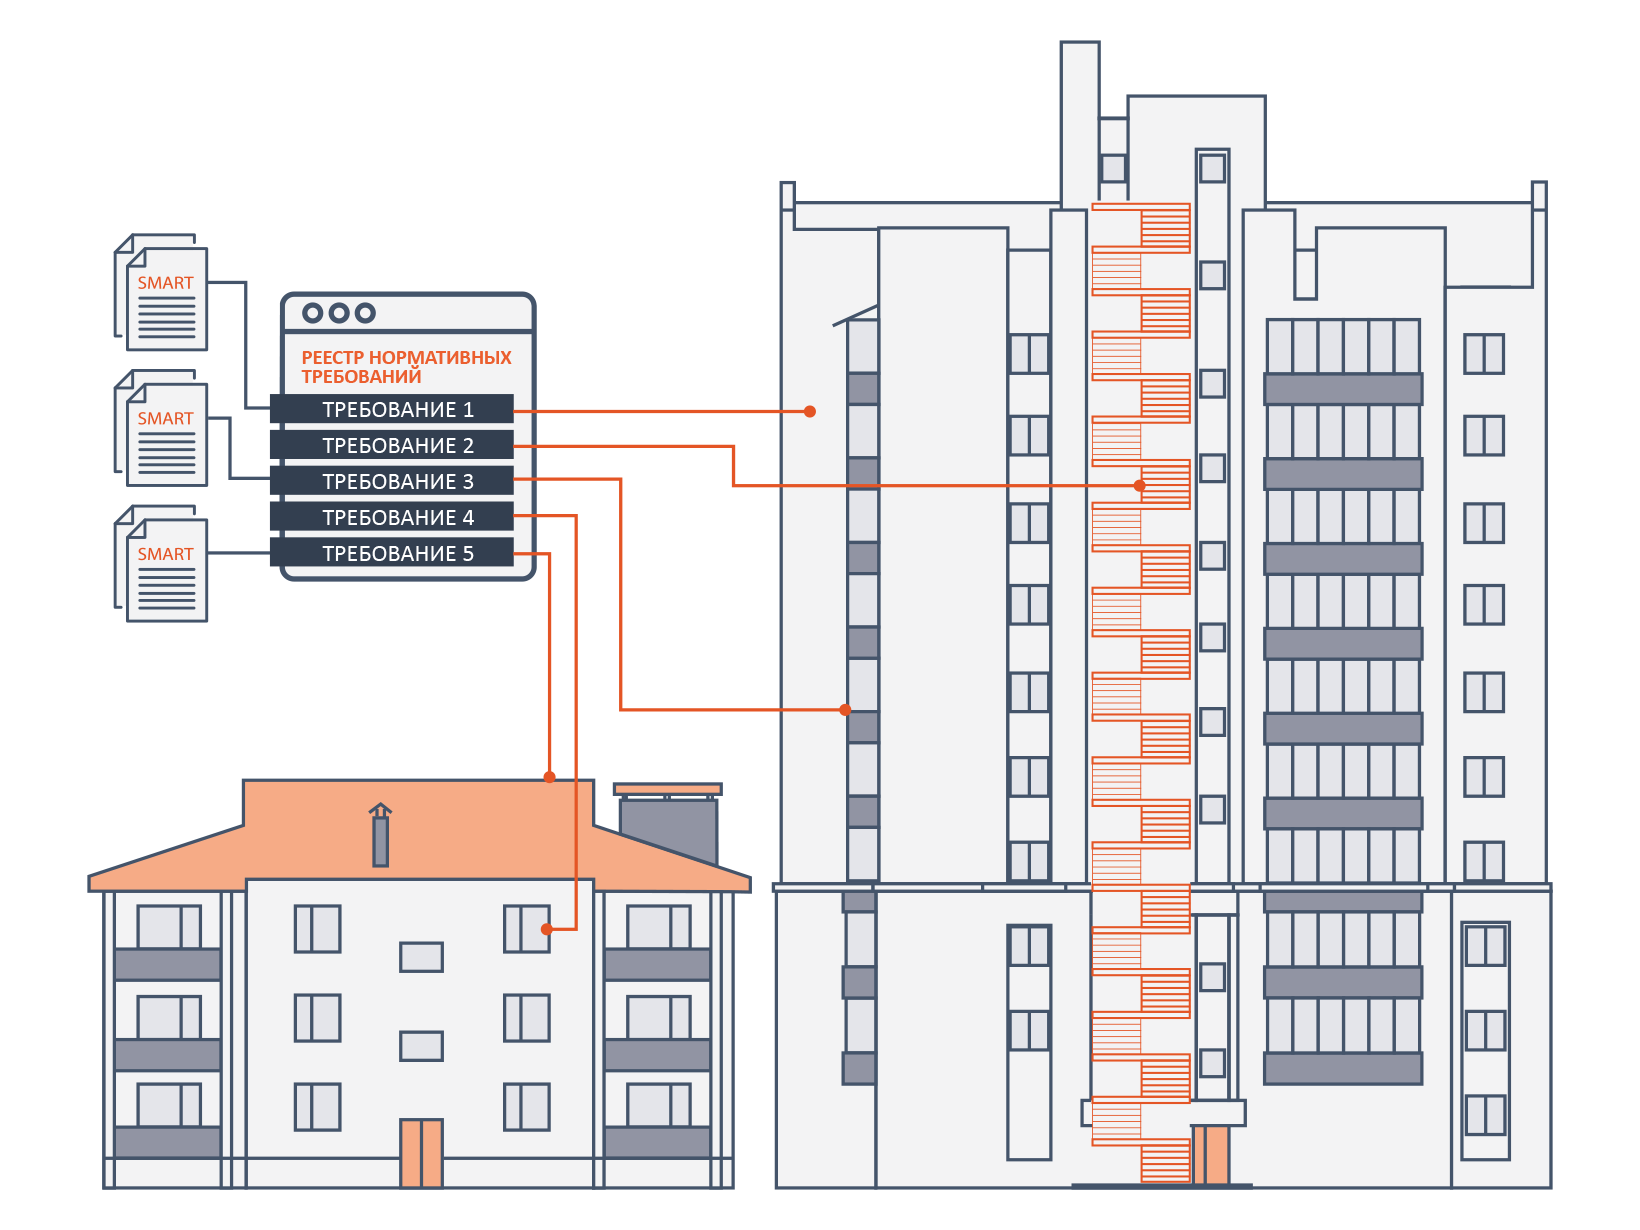 SMART
SMART
SMART
РЕЕСТР НОРМАТИВНЫХ
ТРЕБОВАНИЙ
ТРЕБОВАНИЕ 1
ТРЕБОВАНИЕ 2
ТРЕБОВАНИЕ 3
ТРЕБОВАНИЕ 4
ТРЕБОВАНИЕ 5